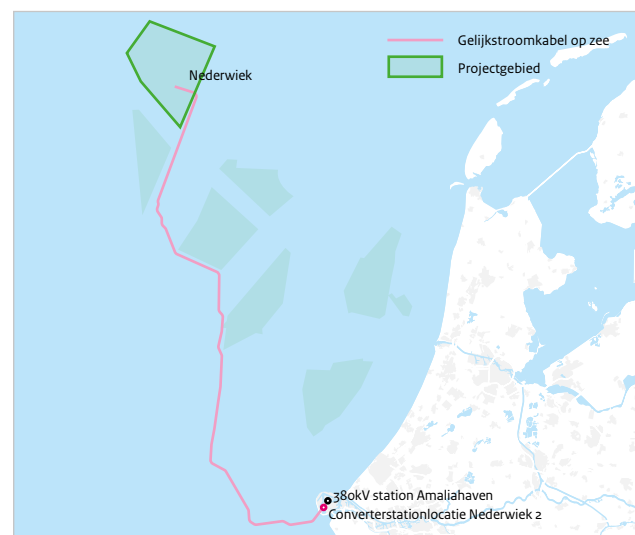 Gelijkstroomkabel op zee
Projectgebied
Nederwiek
380kV station Amaliahaven
Converterstationlocatie Nederwiek 2